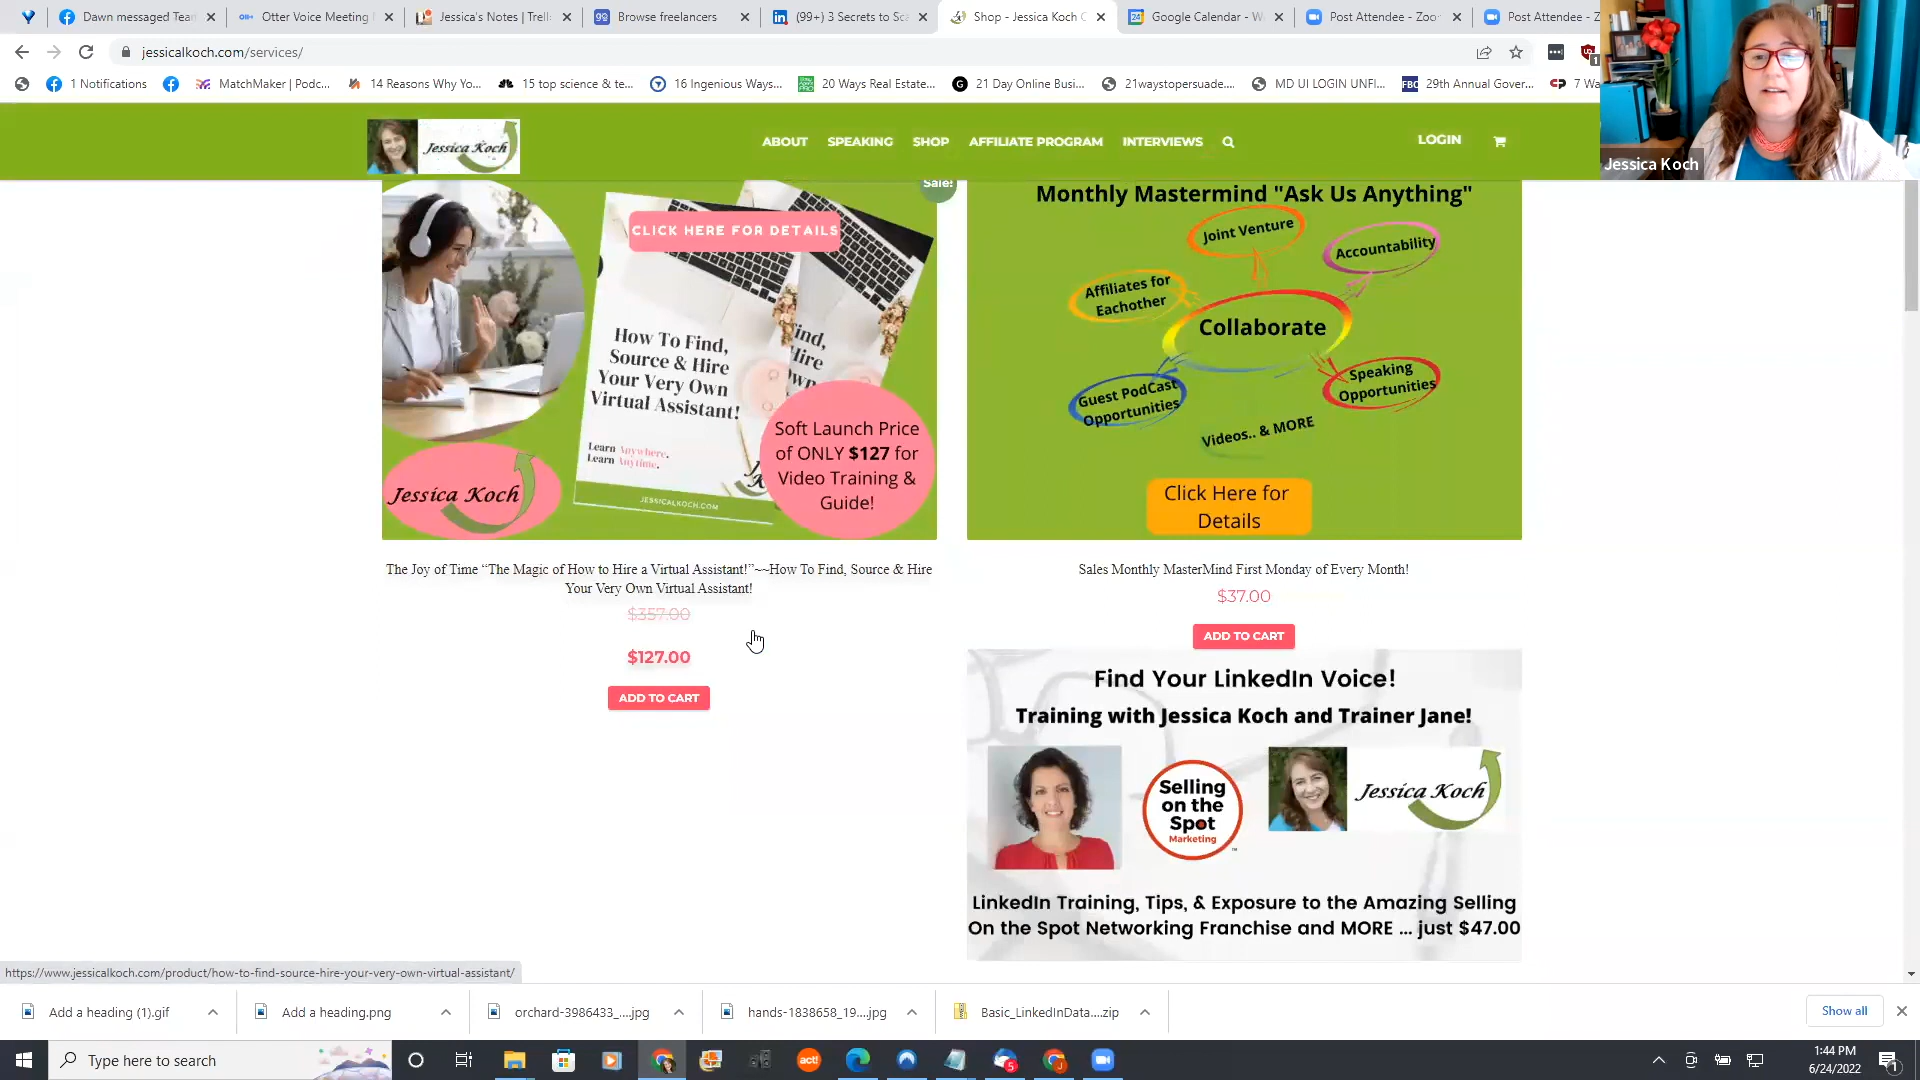 Dawn messaged Tea
Otter Voice Meeting
Jessica's Notes | Trell
Browse freelancers
(99+) 3 Secrets to Sca
Shop - Jessica Koch C
Google Calendar - W
Post Attendee - Zoo
Post Attendee - Z
jessicalkoch.com/services/
1 Notifications
MatchMaker | Podc...
14 Reasons Why Yo...
15 top science & te...
16 Ingenious Ways...
20 Ways Real Estate...
21 Day Online Busi...
21waystopersuade....
MD UI LOGIN UNFI...
29th Annual Gover...
7 Wa
Jessica Koch
Jessica Koch
ABOUT
SPEAKING
SHOP
AFFILIATE PROGRAM
INTERVIEWS
LOGIN
Sale!
CLICK HERE FOR DETAILS
How To Find,
Source & Hire
Your Very Own
Virtual Assistant!
Learn Anywhere.
Learn Anytime.
JESSICALKOCH.COM
Soft Launch Price
of ONLY $127 for
Video Training &
Guide!
Jessica Koch
The Joy of Time “The Magic of How to Hire a Virtual Assistant!”~~How To Find, Source & Hire
Your Very Own Virtual Assistant!
$357.00
$127.00
ADD TO CART
Monthly Mastermind "Ask Us Anything"
Joint Venture
Accountability
Affiliates for
Eachother
Collaborate
Guest PodCast
Opportunities
Speaking
Opportunities
Videos.. & MORE
Click Here for
Details
Sales Monthly MasterMind First Monday of Every Month!
$37.00
ADD TO CART
Find Your LinkedIn Voice!
Training with Jessica Koch and Trainer Jane!
Selling
on the
Spot
Marketing
Jessica Koch
LinkedIn Training, Tips, & Exposure to the Amazing Selling
On the Spot Networking Franchise and MORE ... just $47.00
https://www.jessicalkoch.com/product/how-to-find-source-hire-your-very-own-virtual-assistant/
Add a heading (1).gif
Add a heading.png
orchard-3986433_....jpg
hands-1838658_19....jpg
Basic_LinkedInData....zip
Show all
Type here to search
act!
1:44 PM
6/24/2022